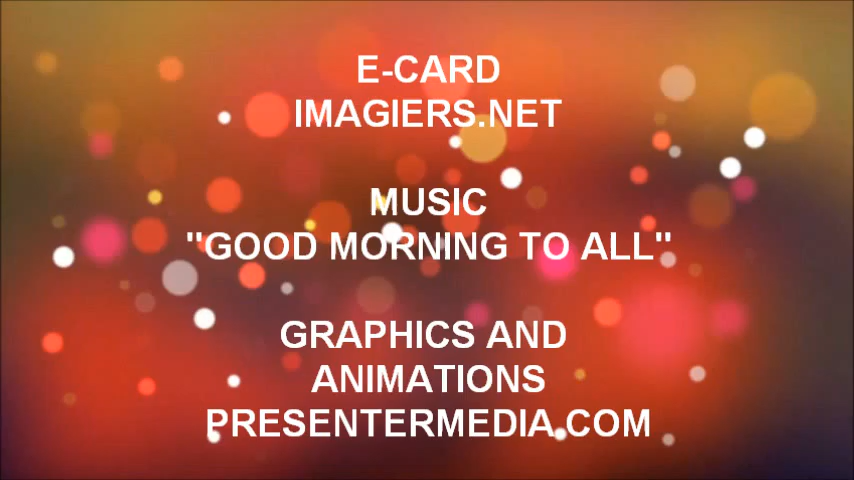 E-CARD
IMAGIERS.NET
MUSIC
"GOOD MORNING TO ALL"
GRAPHICS AND
ANIMATIONS
PRESENTERMEDIA.COM